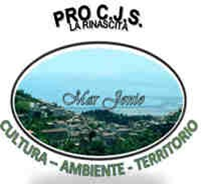 PRO C.J.S.
LA RINASCITA
Mar Jonio
CULTURA - AMBIENTE - TERRITORIO